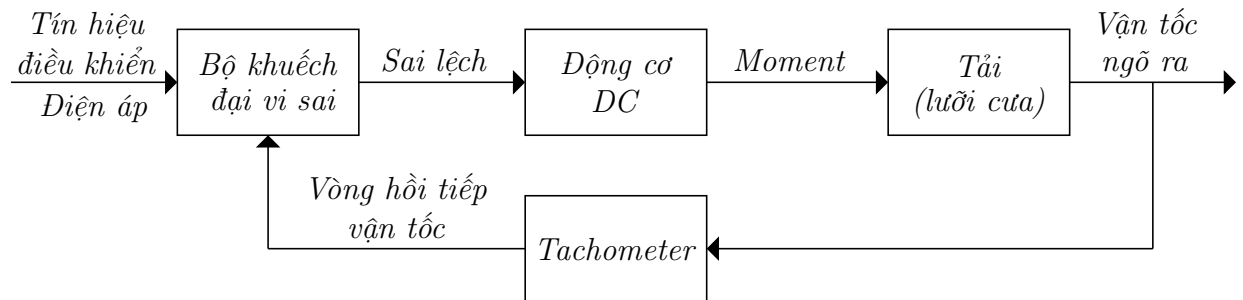 Tín hiệu
điều khiển
Điện áp
Bộ khuếch
đại vi sai
Sai lệch
Động cơ
DC
Moment
Tải
(lưỡi cưa)
Vận tốc
ngõ ra
Vòng hồi tiếp
vận tốc
Tachometer